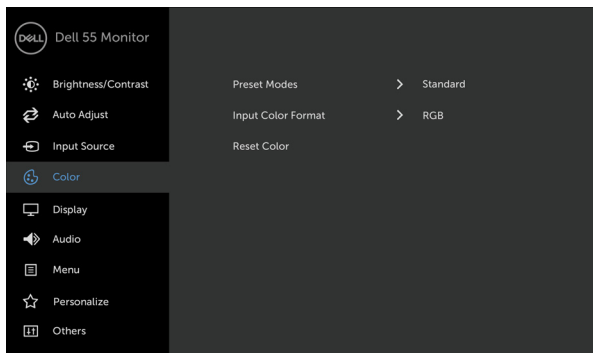 DELL Dell 55 Monitor
Brightness/Contrast
Auto Adjust
Input Source
Color
Display
Audio
Menu
Personalize
Others
Preset Modes > Standard
Input Color Format > RGB
Reset Color